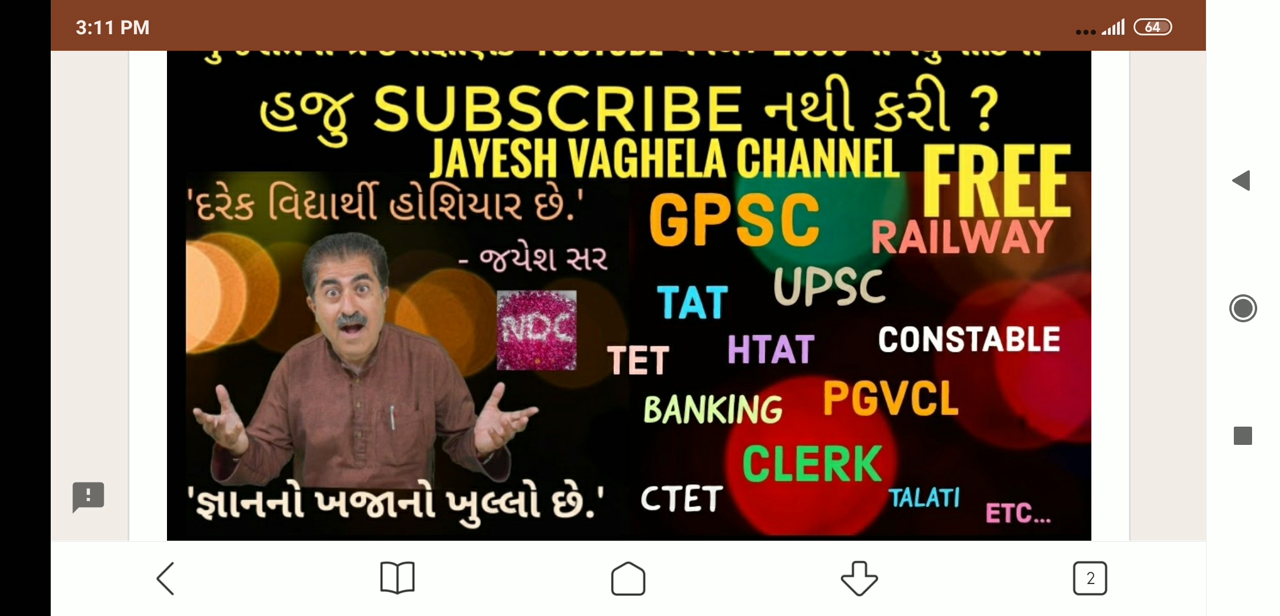 3:11 PM
64
YOUTUBE
હજુ SUBSCRIBE નથી કરી ?
JAYESH VAGHELA CHANNEL
FREE
'દરેક વિદ્યાર્થી હોશિયાર છે.'
- જયેશ સર
NDC
GPSC
RAILWAY
UPSC
TAT
CONSTABLE
HTAT
TET
PGVCL
BANKING
CLERK
'જ્ઞાનનો ખજાનો ખુલ્લો છે.'
CTET
TALATI
ETC...
2